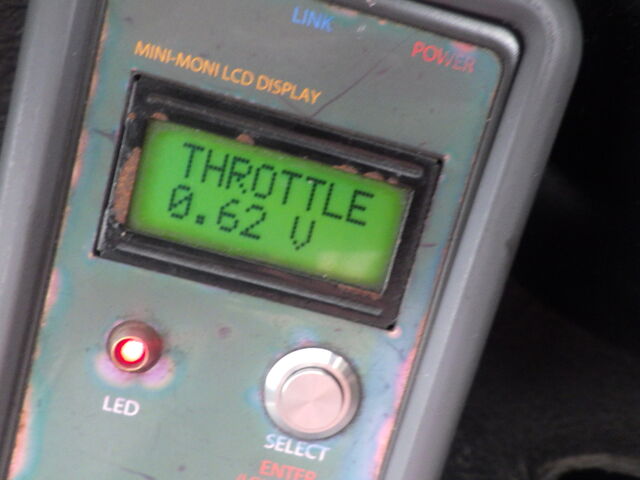 LINK
POWER
MINI-MONI LCD DISPLAY
THROTTLE
0.62 V
LED
SELECT
ENTER